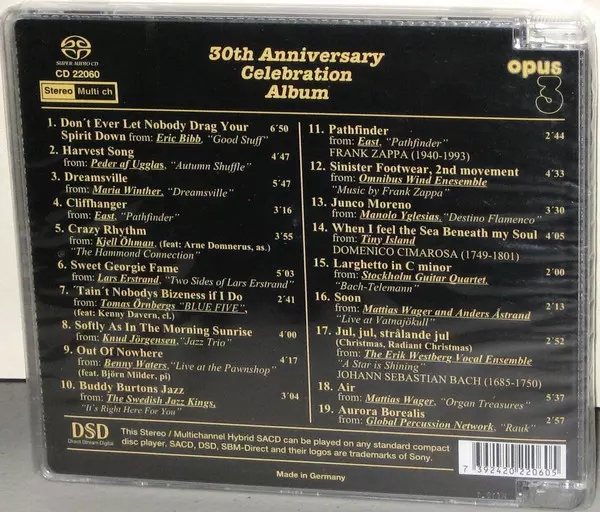 SUPER AUDIO CD
CD 22060
Stereo Multi ch
30th Anniversary
Celebration
Album
opus
3
1. Don´t Ever Let Nobody Drag Your
Spirit Down from: Eric Bibb, "Good Stuff" 6´50
2. Harvest Song 4´47
from: Peder af Ugglas, "Autumn Shuffle"
3. Dreamsville 5´47
from: Maria Winther, "Dreamsville"
4. Cliffhanger 3´16
from: East, "Pathfinder"
5. Crazy Rhythm 3´55
from: Kjell Öhman, (feat: Arne Domnerus, as.)
"The Hammond Connection"
6. Sweet Georgie Fame 5´03
from: Lars Erstrand, "Two Sides of Lars Erstrand"
7. ´Tain´t Nobodys Bizeness if I Do 2´41
from: Tomas Örnbergs "BLUE FIVE",
(feat: Kenny Davern, cl.)
8. Softly As In The Morning Sunrise 4´00
from: Knud Jörgensen, "Jazz Trio"
9. Out Of Nowhere 4´17
from: Benny Waters, "Live at the Pawnshop"
(feat. Björn Milder, pi)
10. Buddy Burtons Jazz 3´04
from: The Swedish Jazz Kings,
"It´s Right Here For You"
11. Pathfinder 2´44
from: East, "Pathfinder"
FRANK ZAPPA (1940-1993)
12. Sinister Footwear, 2nd movement 4´33
from: Omnibus Wind Enesemble
"Music by Frank Zappa"
13. Junco Moreno 3´30
from: Manolo Yglesias, "Destino Flamenco"
14. When I feel the Sea Beneath my Soul 4´05
from: Tiny Island
DOMENICO CIMAROSA (1749-1801)
15. Larghetto in C minor 2´00
from: Stockholm Guitar Quartet,
"Bach-Telemann"
16. Soon 2´13
from: Mattias Wager and Anders Åstrand
"Live at Vatnajökull"
17. Jul, jul, strålande jul 2´52
(Christmas, Radiant Christmas)
from: The Erik Westberg Vocal Ensemble
"A Star is Shining"
JOHANN SEBASTIAN BACH (1685-1750)
18. Air 5´37
from: Mattias Wager, "Organ Treasures"
19. Aurora Borealis 2´57
from: Global Percussion Network, "Rauk"
DSD
Direct Stream Digital
This Stereo / Multichannel Hybrid SACD can be played on any standard compact
disc player. SACD, DSD, SBM-Direct and their logos are trademarks of Sony.
Made in Germany
7 392420 220605